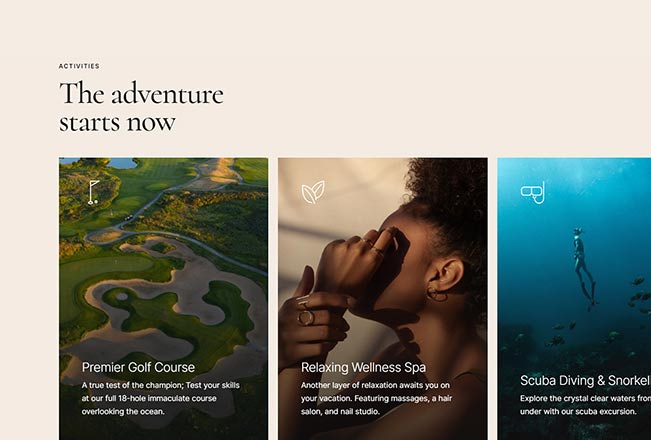 ACTIVITIES
The adventure
starts now
Premier Golf Course
A true test of the champion; Test your skills
at our full 18-hole immaculate course
overlooking the ocean.
Relaxing Wellness Spa
Another layer of relaxation awaits you on
your vacation. Featuring massages, a hair
salon, and nail studio.
Scuba Diving & Snorkel
Explore the crystal clear waters from
under with our scuba excursion.